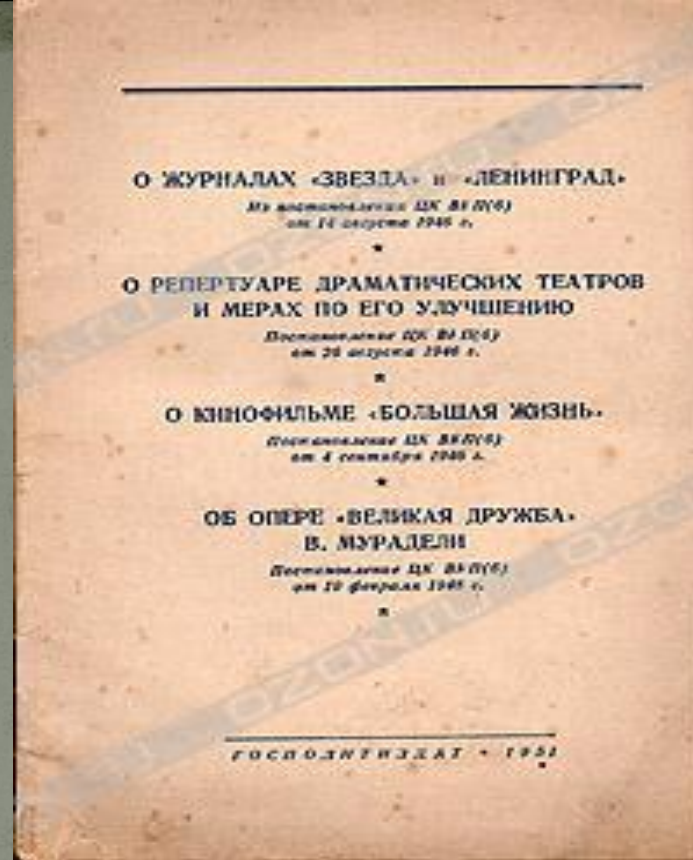 О ЖУРНАЛАХ «ЗВЕЗДА» и «ЛЕНИНГРАД»
Из постановления ЦК ВКП(б)
от 14 августа 1946 г.
О РЕПЕРТУАРЕ ДРАМАТИЧЕСКИХ ТЕАТРОВ
И МЕРАХ ПО ЕГО УЛУЧШЕНИЮ
Постановление ЦК ВКП(б)
от 26 августа 1946 г.
О КИНОФИЛЬМЕ «БОЛЬШАЯ ЖИЗНЬ»
Постановление ЦК ВКП(б)
от 4 сентября 1946 г.
ОБ ОПЕРЕ «ВЕЛИКАЯ ДРУЖБА»
В. МУРАДЕЛИ
Постановление ЦК ВКП(б)
от 10 февраля 1948 г.
OZON.RU
ГОСПОЛИТИЗДАТ • 1951